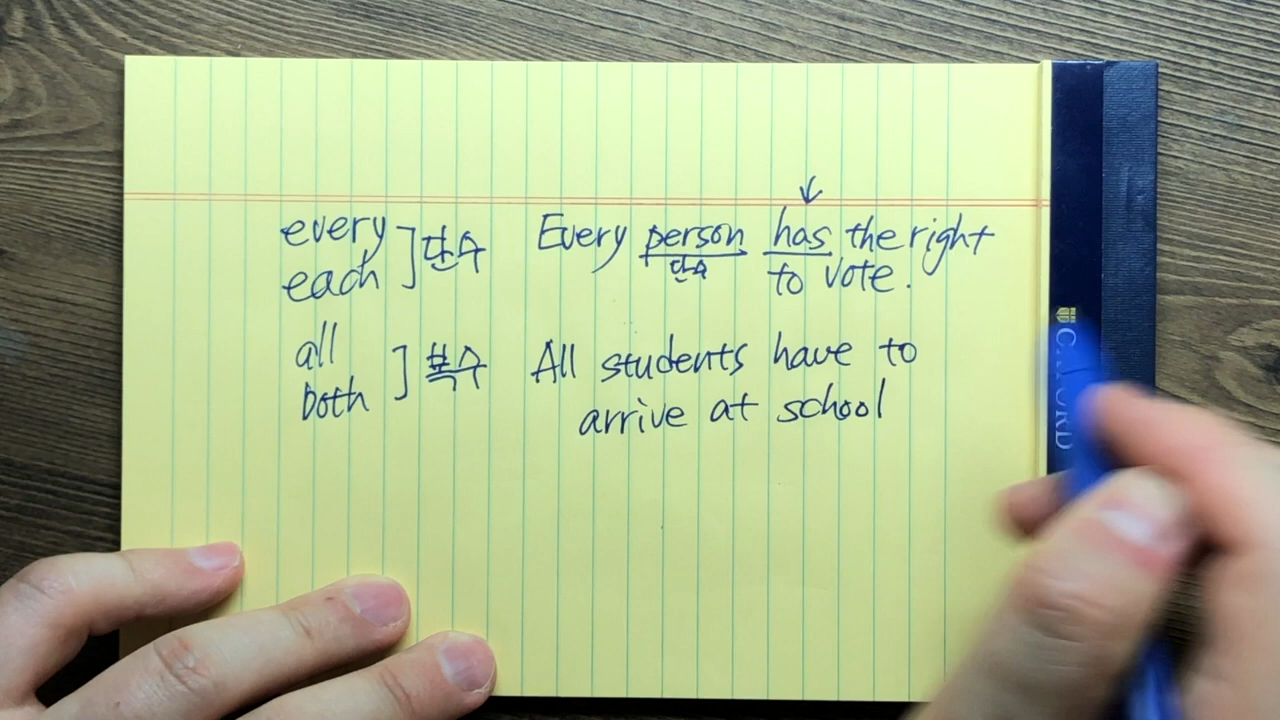 every
each
단수
Every person has the right
단수
to vote.
all
both
복수
All students have to
arrive at school